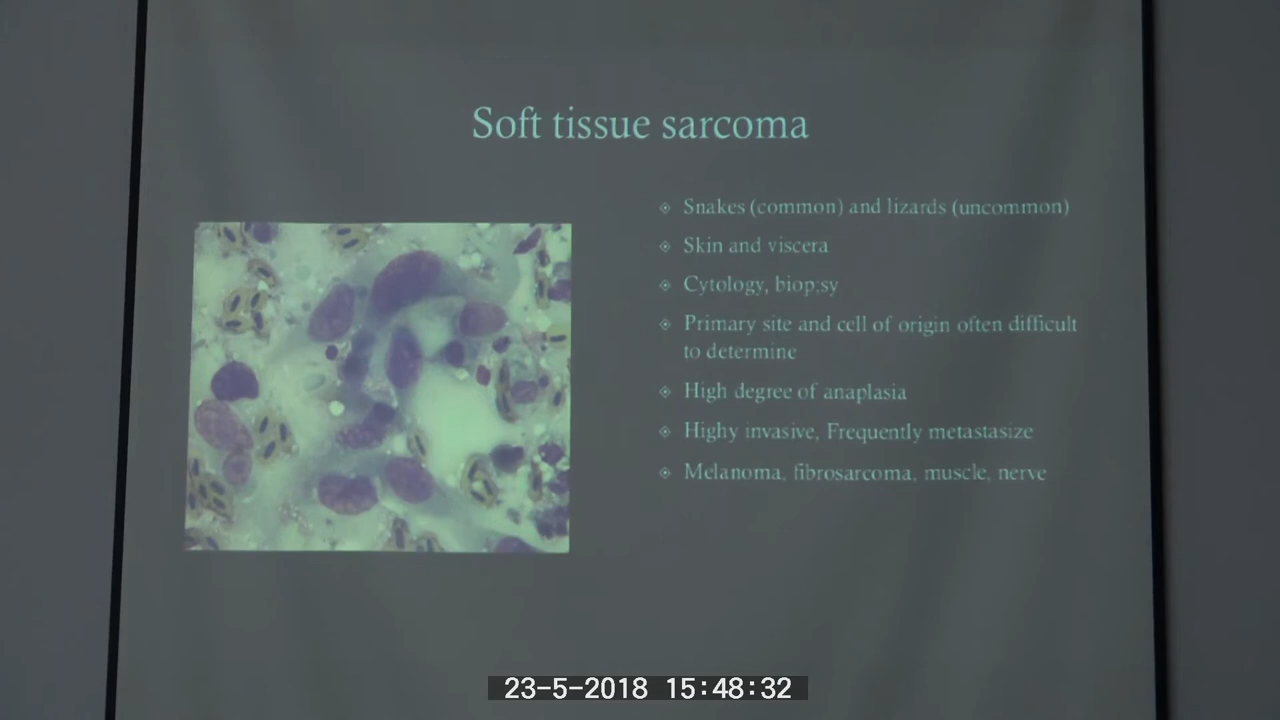 Soft tissue sarcoma
Snakes (common) and lizards (uncommon)
Skin and viscera
Cytology, biop;sy
Primary site and cell of origin often difficult
to determine
High degree of anaplasia
Highy invasive, Frequently metastasize
Melanoma, fibrosarcoma, muscle, nerve
23-5-2018 15:48:32